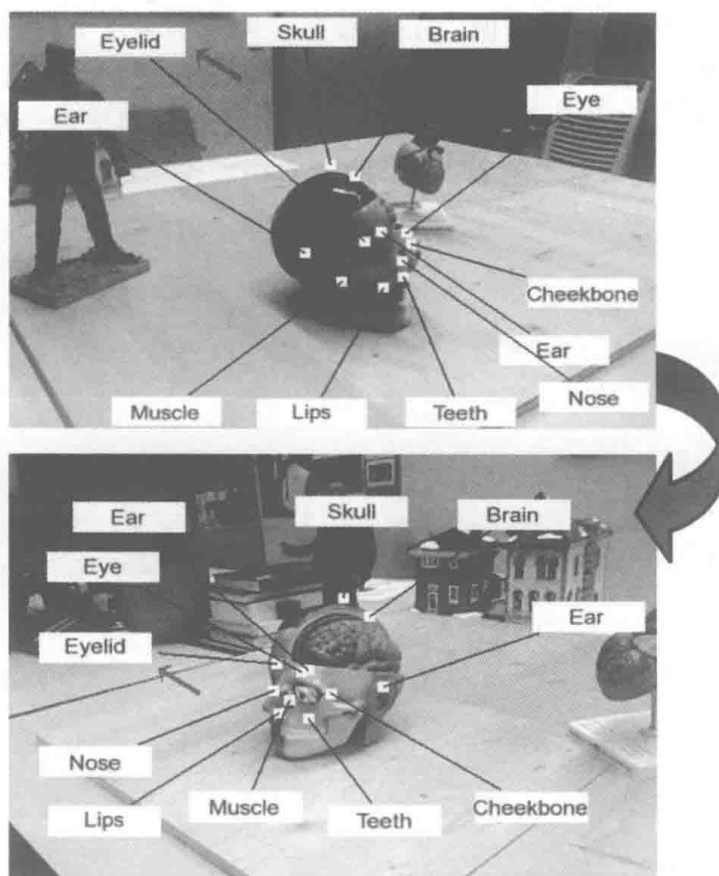 Eyelid
Skull
Brain
Ear
Eye
Cheekbone
Ear
Nose
Muscle
Lips
Teeth
Ear
Skull
Brain
Eye
Ear
Eyelid
Nose
Lips
Muscle
Teeth
Cheekbone